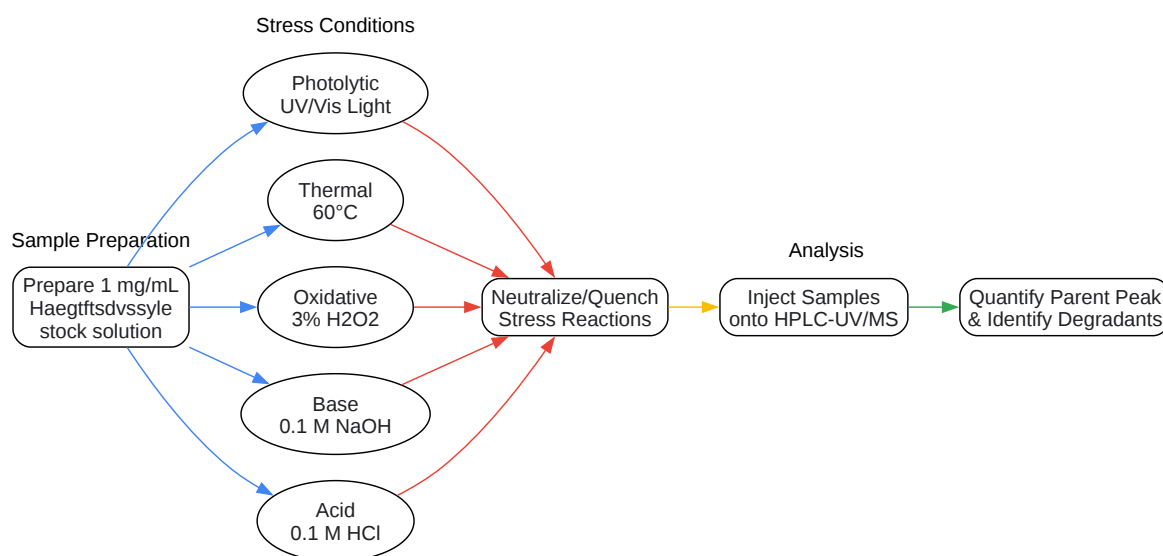 Stress Conditions
Photolytic
UV/Vis Light
Thermal
60°C
Sample Preparation
Prepare 1 mg/mL
Haegtftsdvssyle
stock solution
Oxidative
3% H2O2
Base
0.1 M NaOH
Acid
0.1 M HCl
Neutralize/Quench
Stress Reactions
Analysis
Inject Samples
onto HPLC-UV/MS
Quantify Parent Peak
& Identify Degradants